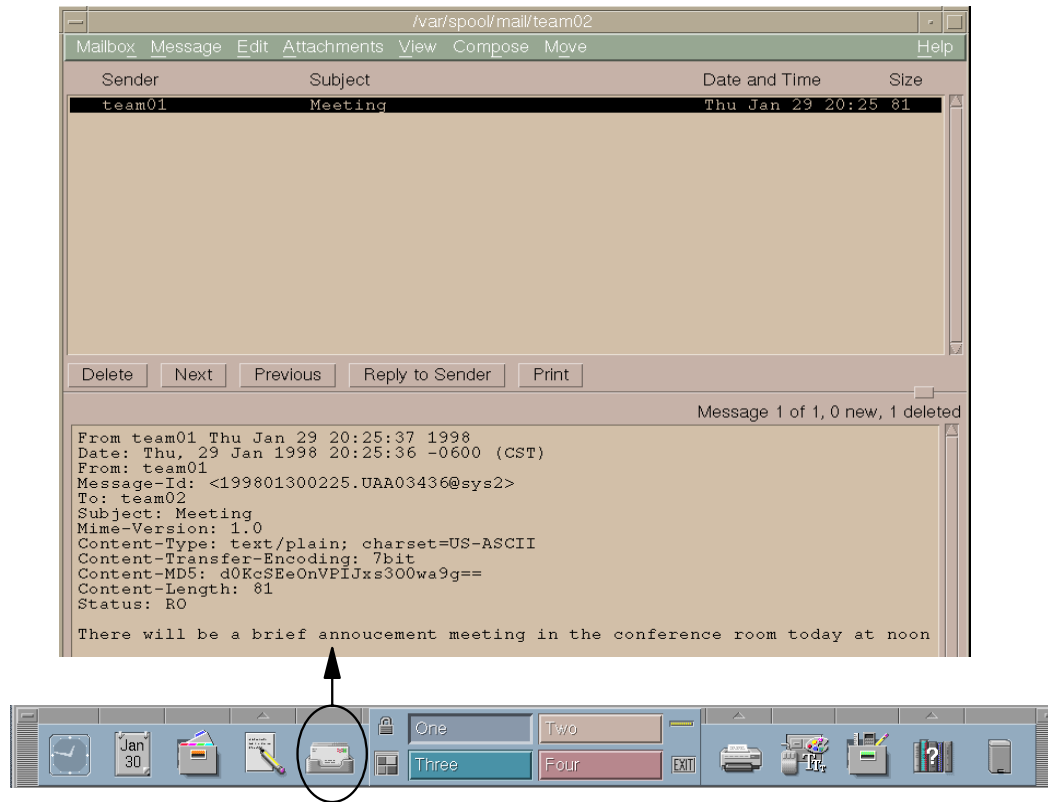 /var/spool/mail/team02
Mailbox Message Edit Attachments View Compose Move Help
Sender Subject Date and Time Size
team01 Meeting Thu Jan 29 20:25 81
Delete Next Previous Reply to Sender Print
Message 1 of 1, 0 new, 1 deleted
From team01 Thu Jan 29 20:25:37 1998
Date: Thu, 29 Jan 1998 20:25:36 -0600 (CST)
From: team01
Message-Id: <199801300225.UAA03436@sys2>
To: team02
Subject: Meeting
Mime-Version: 1.0
Content-Type: text/plain; charset=US-ASCII
Content-Transfer-Encoding: 7bit
Content-MD5: d0KcSEeOnVPIJxs3O0wa9g==
Content-Length: 81
Status: RO
There will be a brief annoucement meeting in the conference room today at noon
One Two
Jan
30
Three Four EXIT